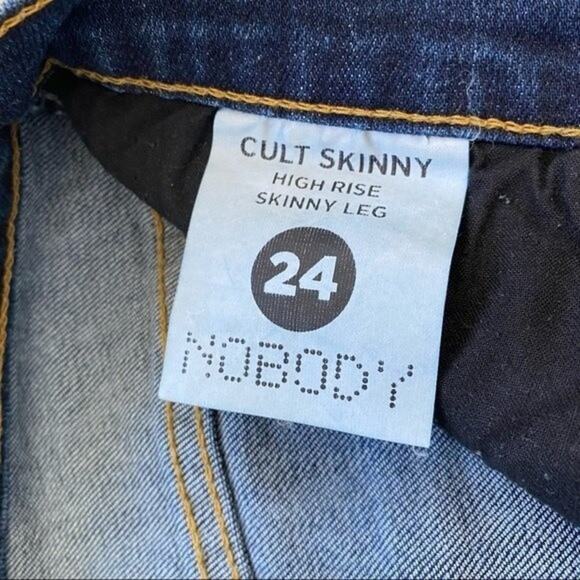 CULT SKINNY
HIGH RISE
SKINNY LEG
24
NOBODY